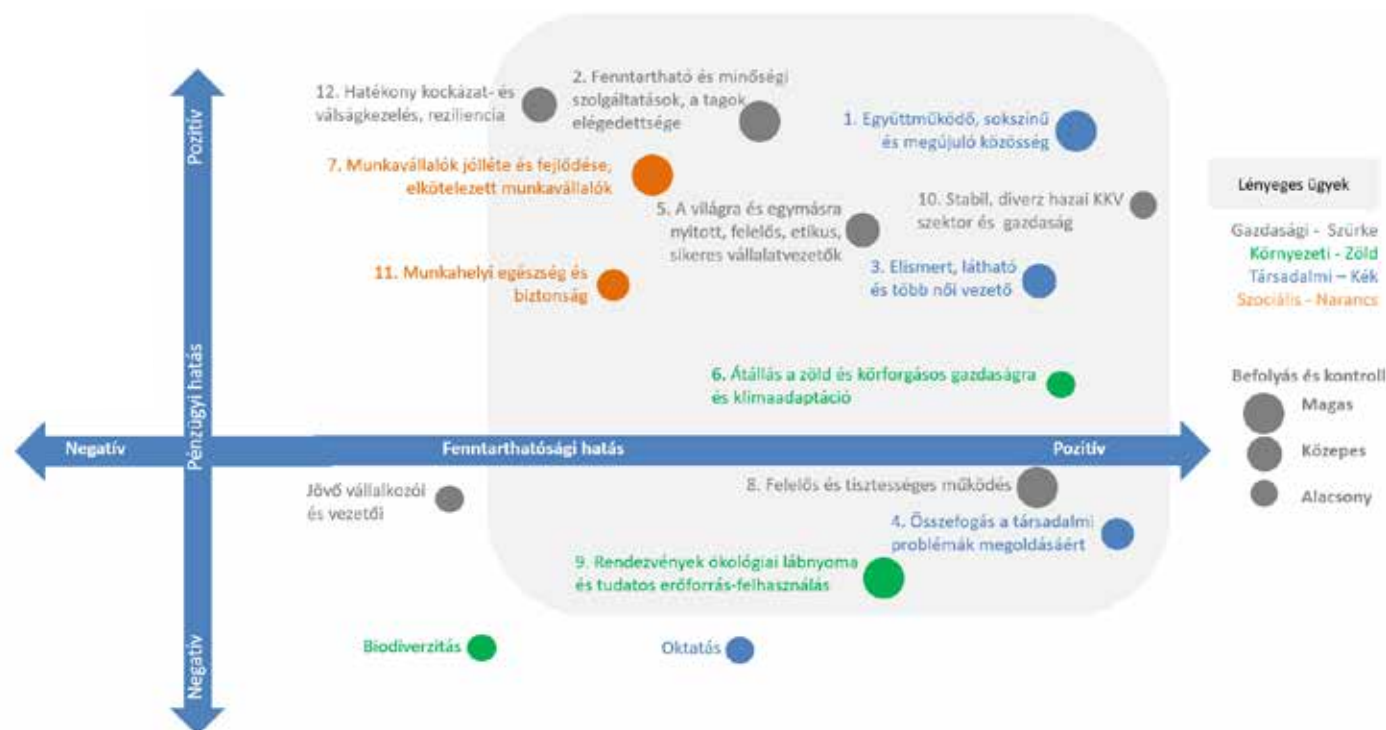 Pozitív
Pénzügyi hatás
Negatív
12. Hatékony kockázat- és
válságkezelés, reziliencia
2. Fenntartható és minőségi
szolgáltatások, a tagok
elégedettsége
1. Együttműködő, sokszínű
és megújuló közösség
7. Munkavállalók jólléte és fejlődése,
elkötelezett munkavállalók
5. A világra és egymásra
nyitott, felelős, etikus,
sikeres vállalatvezetők
10. Stabil, diverz hazai KKV
szektor és gazdaság
11. Munkahelyi egészség és
biztonság
3. Elismert, látható
és több női vezető
6. Átállás a zöld és körforgásos gazdaságra
és klímaadaptáció
Negatív
Fenntarthatósági hatás
Pozitív
Jövő vállalkozói
és vezetői
8. Felelős és tisztességes működés
4. Összefogás a társadalmi
problémák megoldásáért
9. Rendezvények ökológiai lábnyoma
és tudatos erőforrás-felhasználás
Biodiverzitás
Oktatás
Lényeges ügyek
Gazdasági - Szürke
Környezeti - Zöld
Társadalmi – Kék
Szociális - Narancs
Befolyás és kontroll
Magas
Közepes
Alacsony